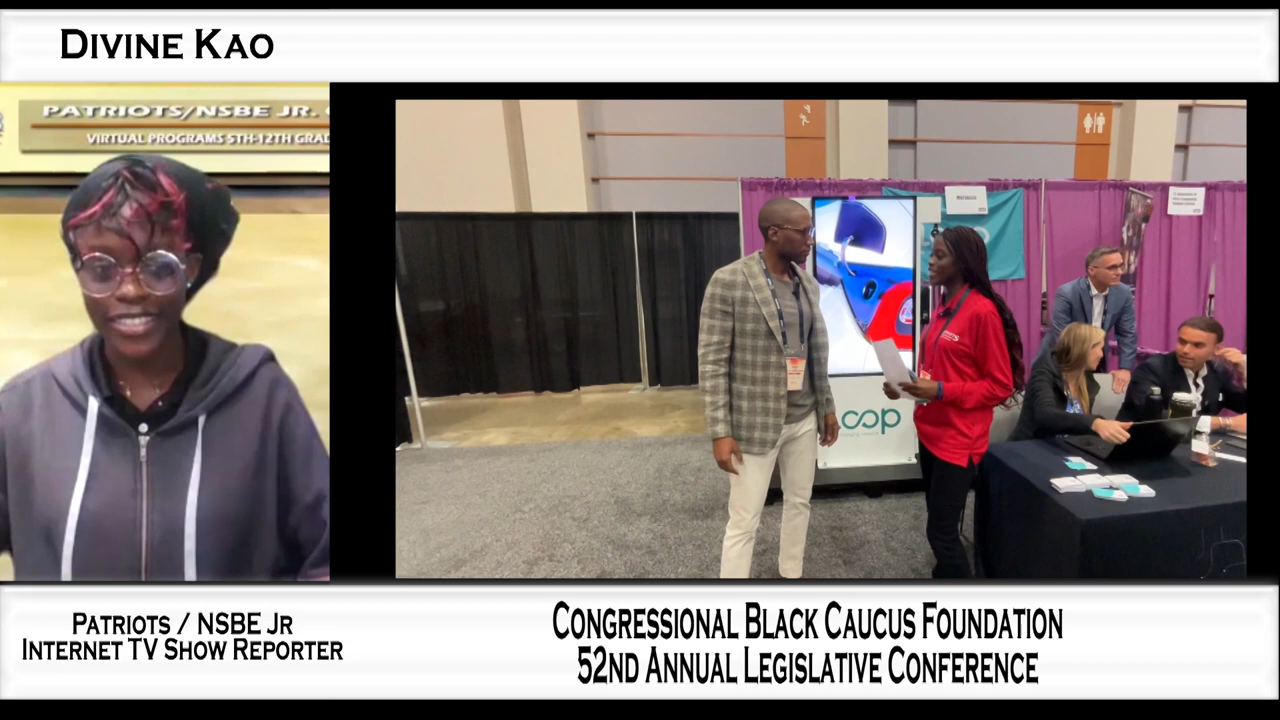 DIVINE KAO
PATRIOTS/NSBE JR.
VIRTUAL PROGRAMS 5TH-12TH GRAD
Loop
PATRIOTS / NSBE JR
INTERNET TV SHOW REPORTER
CONGRESSIONAL BLACK CAUCUS FOUNDATION
52ND ANNUAL LEGISLATIVE CONFERENCE